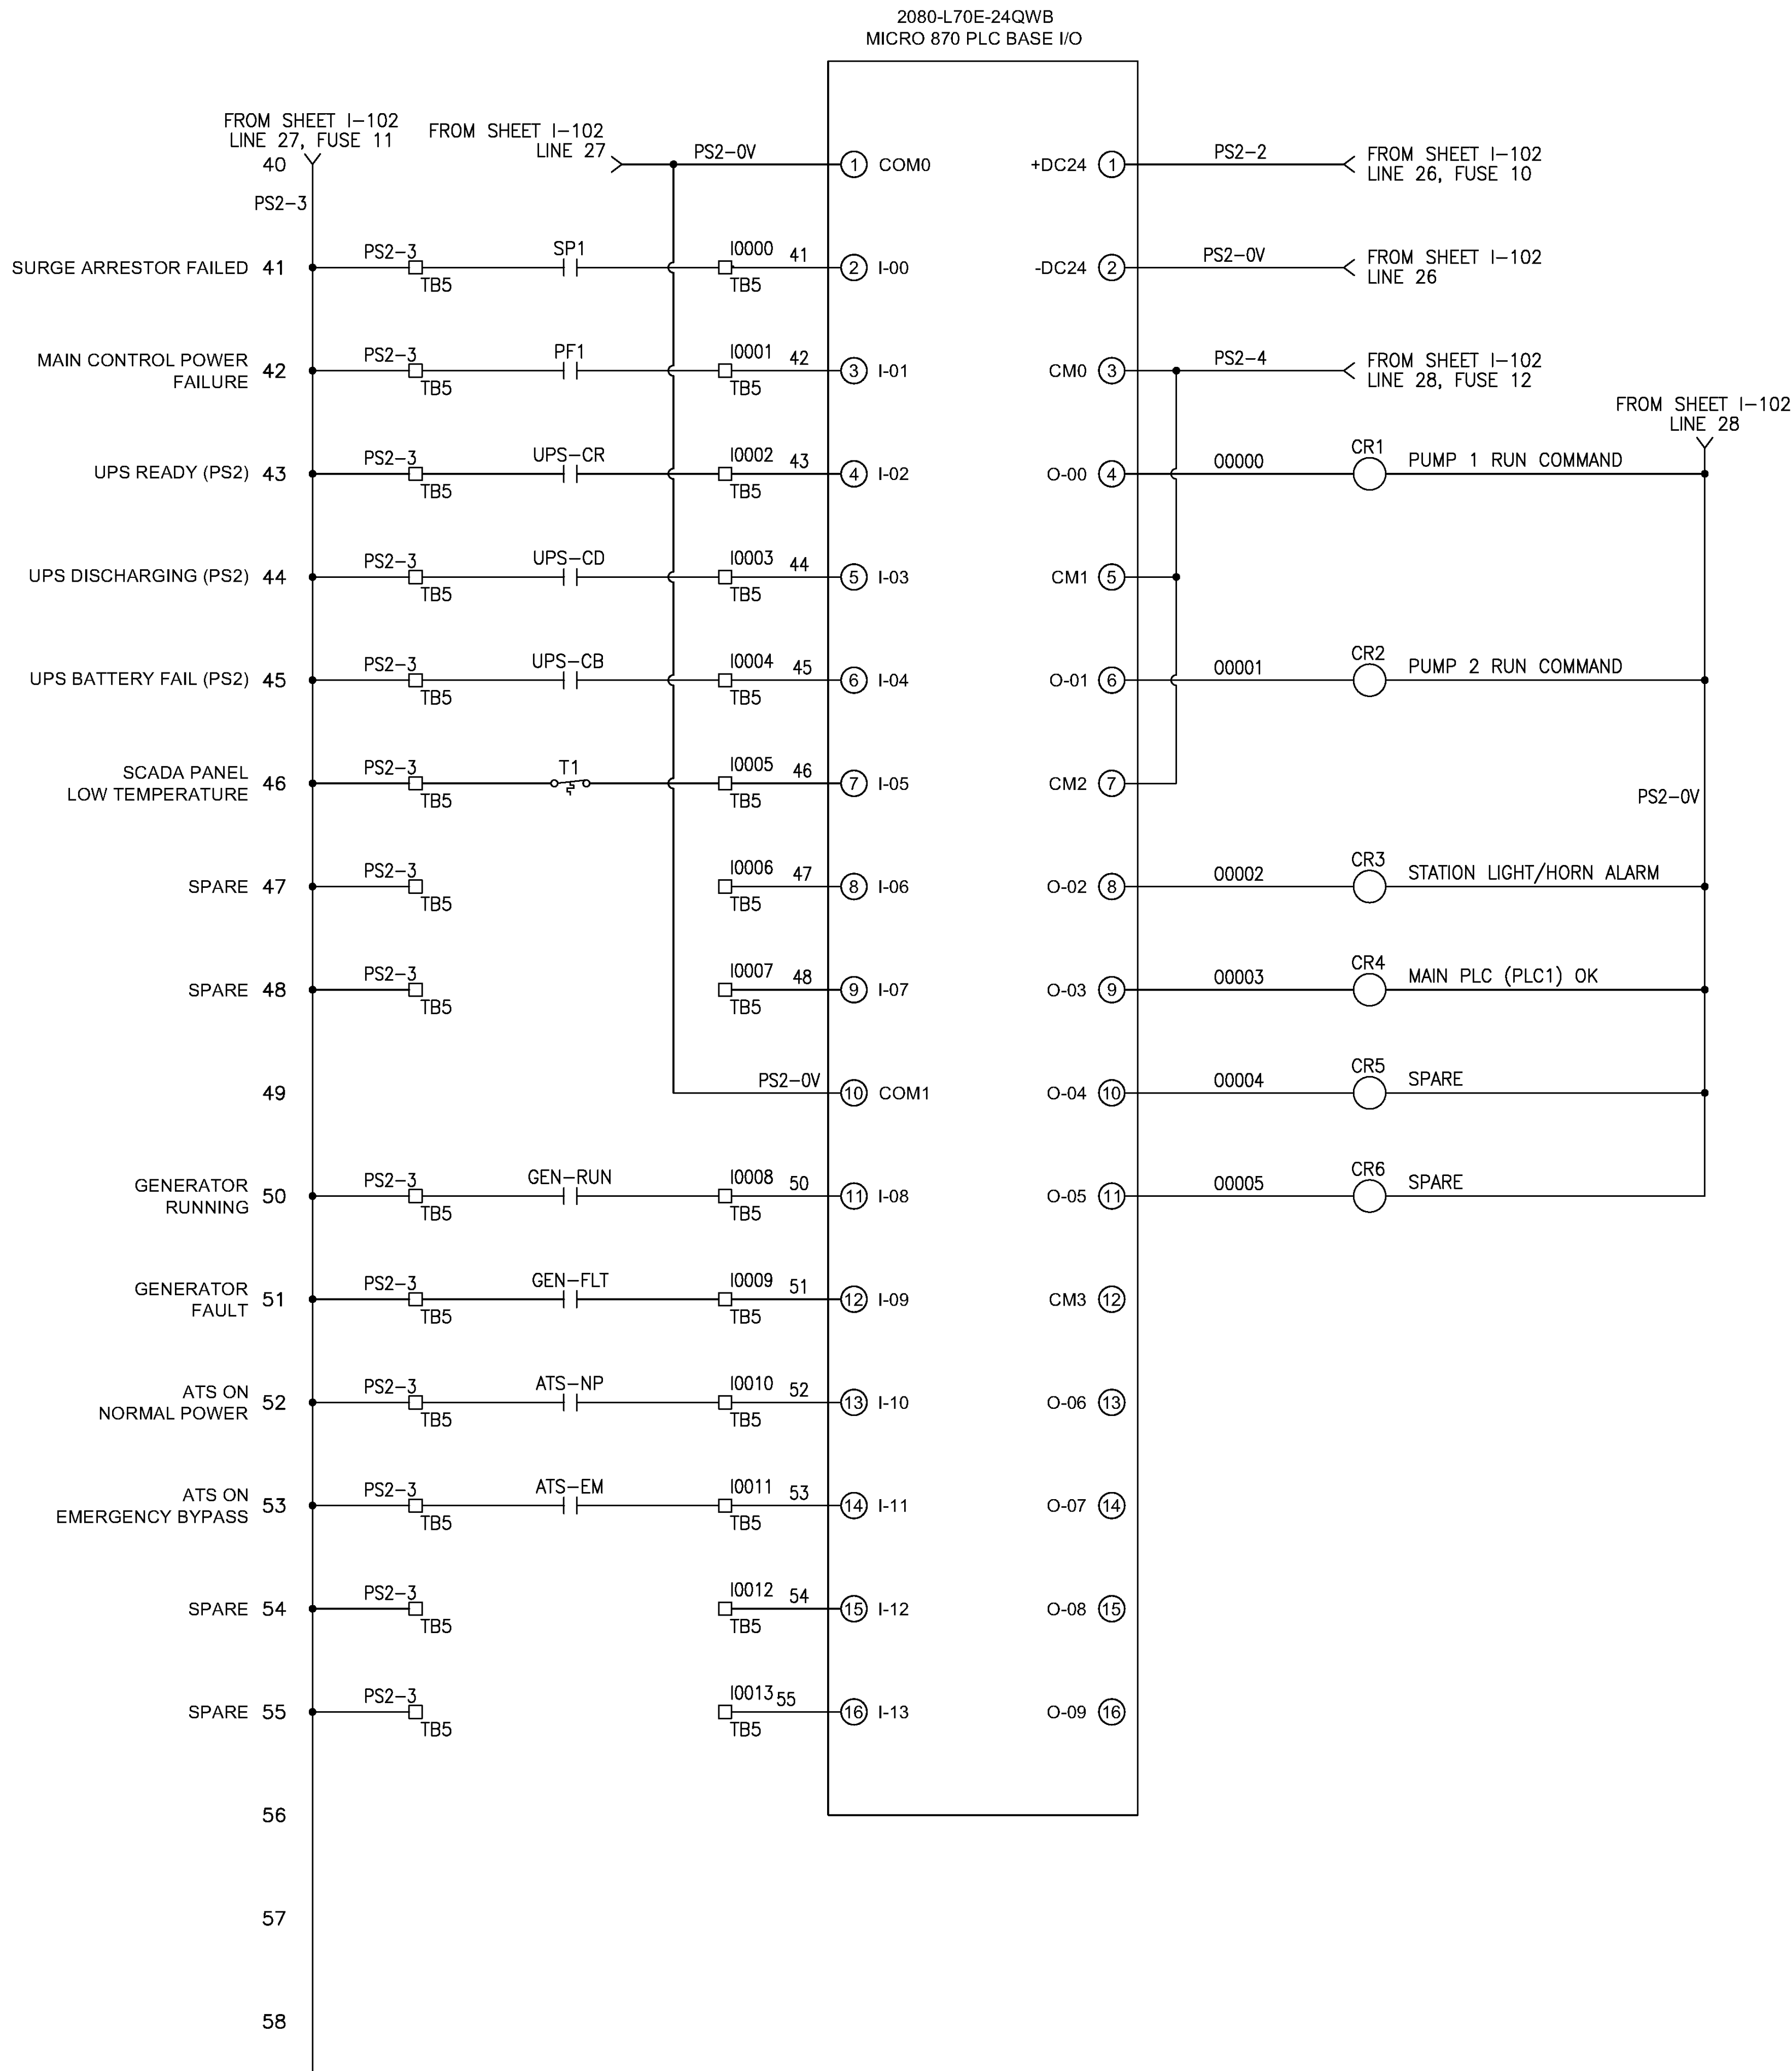 2080-L70E-24QWB
MICRO 870 PLC BASE I/O
FROM SHEET I-102
LINE 27, FUSE 11
FROM SHEET I-102
LINE 27
40
PS2-0V
1 COM0
+DC24 1
PS2-2
FROM SHEET I-102
LINE 26, FUSE 10
PS2-3
SURGE ARRESTOR FAILED 41
PS2-3
TB5
SP1
I0000
TB5
41
2 I-00
-DC24 2
PS2-0V
FROM SHEET I-102
LINE 26
MAIN CONTROL POWER
FAILURE
42
PS2-3
TB5
PF1
I0001
TB5
42
3 I-01
CM0 3
PS2-4
FROM SHEET I-102
LINE 28, FUSE 12
FROM SHEET I-102
LINE 28
UPS READY (PS2) 43
PS2-3
TB5
UPS-CR
I0002
TB5
43
4 I-02
O-00 4
O0000
CR1
PUMP 1 RUN COMMAND
UPS DISCHARGING (PS2) 44
PS2-3
TB5
UPS-CD
I0003
TB5
44
5 I-03
CM1 5
UPS BATTERY FAIL (PS2) 45
PS2-3
TB5
UPS-CB
I0004
TB5
45
6 I-04
O-01 6
O0001
CR2
PUMP 2 RUN COMMAND
SCADA PANEL
LOW TEMPERATURE
46
PS2-3
TB5
T1
I0005
TB5
46
7 I-05
CM2 7
PS2-0V
SPARE 47
PS2-3
TB5
I0006
TB5
47
8 I-06
O-02 8
O0002
CR3
STATION LIGHT/HORN ALARM
SPARE 48
PS2-3
TB5
I0007
TB5
48
9 I-07
O-03 9
O0003
CR4
MAIN PLC (PLC1) OK
49
PS2-0V
10 COM1
O-04 10
O0004
CR5
SPARE
GENERATOR
RUNNING
50
PS2-3
TB5
GEN-RUN
I0008
TB5
50
11 I-08
O-05 11
O0005
CR6
SPARE
GENERATOR
FAULT
51
PS2-3
TB5
GEN-FLT
I0009
TB5
51
12 I-09
CM3 12
ATS ON
NORMAL POWER
52
PS2-3
TB5
ATS-NP
I0010
TB5
52
13 I-10
O-06 13
ATS ON
EMERGENCY BYPASS
53
PS2-3
TB5
ATS-EM
I0011
TB5
53
14 I-11
O-07 14
SPARE 54
PS2-3
TB5
I0012
TB5
54
15 I-12
O-08 15
SPARE 55
PS2-3
TB5
I0013
TB5
55
16 I-13
O-09 16
56
57
58